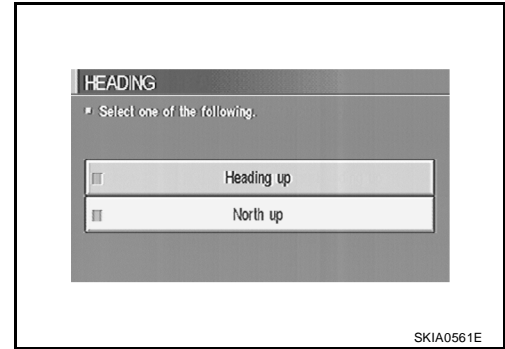 HEADING
Select one of the following.
Heading up
North up
SKIA0561E